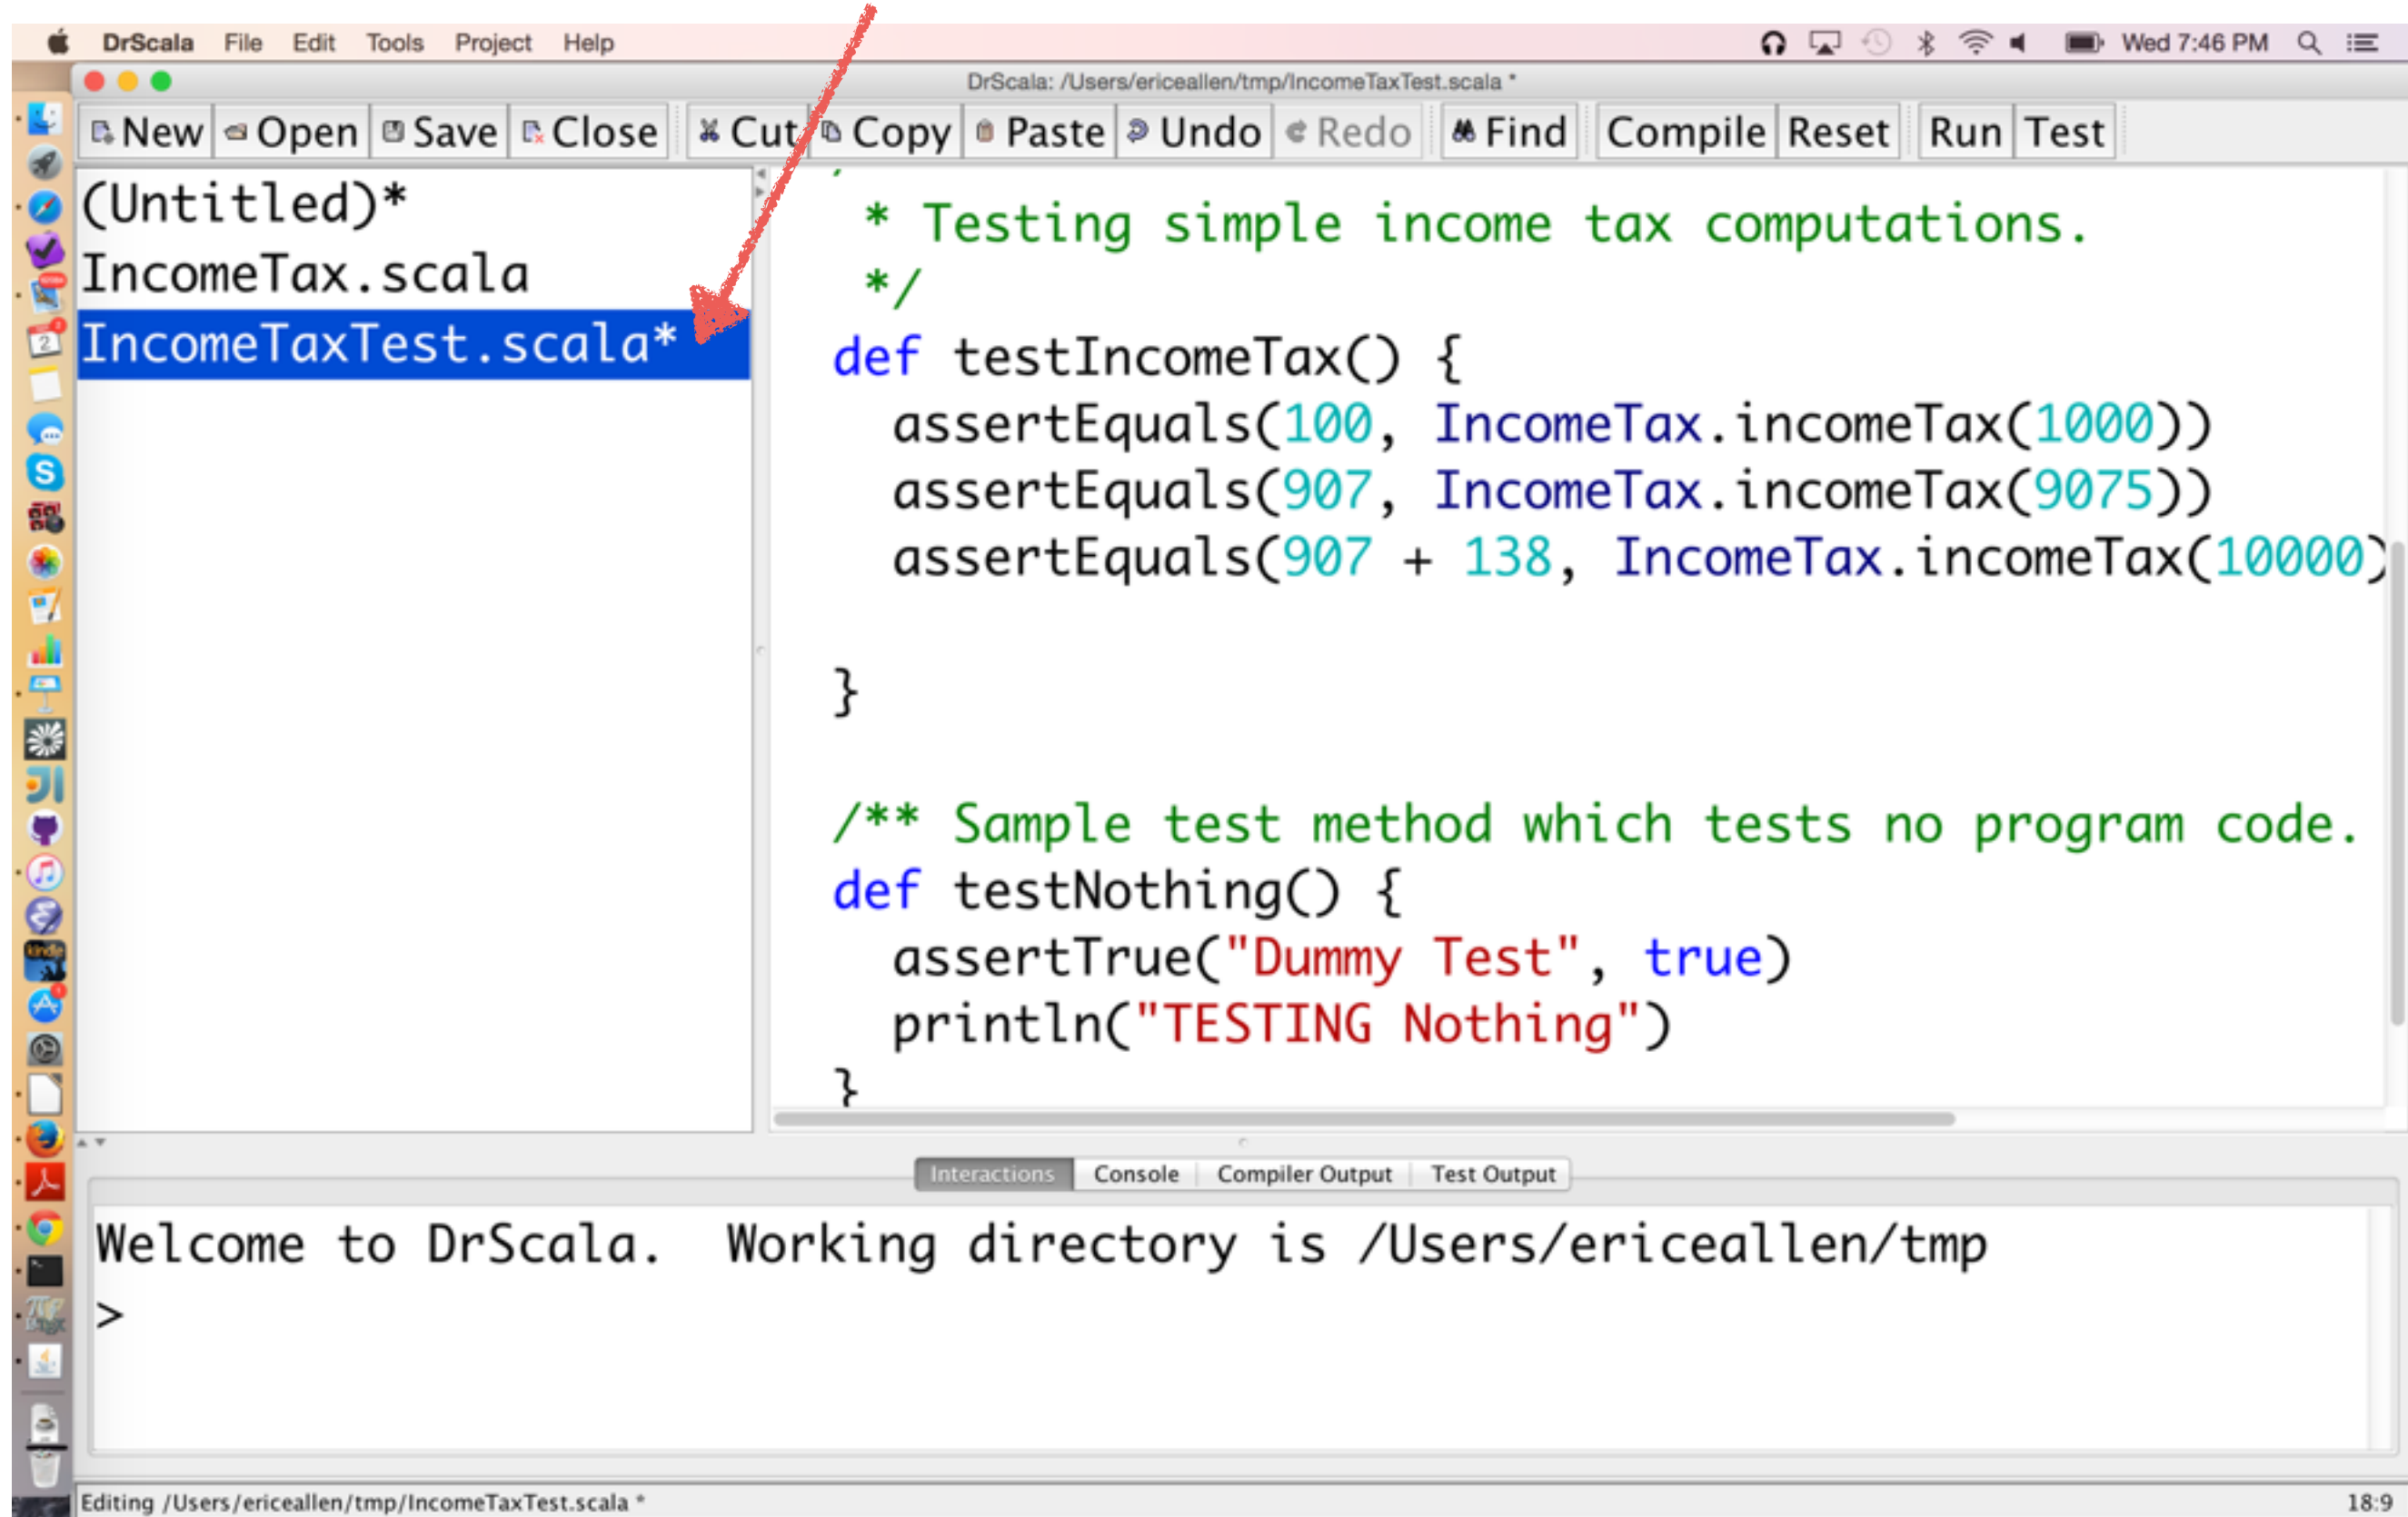 DrScala File Edit Tools Project Help Wed 7:46 PM
DrScala: /Users/ericeallen/tmp/IncomeTaxTest.scala *
New Open Save Close Cut Copy Paste Undo Redo Find Compile Reset Run Test
(Untitled)*
IncomeTax.scala
IncomeTaxTest.scala*
* Testing simple income tax computations.
*/
def testIncomeTax() {
assertEquals(100, IncomeTax.incomeTax(1000))
assertEquals(907, IncomeTax.incomeTax(9075))
assertEquals(907 + 138, IncomeTax.incomeTax(10000)
}
/** Sample test method which tests no program code.
def testNothing() {
assertTrue("Dummy Test", true)
println("TESTING Nothing")
}
Interactions Console Compiler Output Test Output
Welcome to DrScala.  Working directory is /Users/ericeallen/tmp
>
Editing /Users/ericeallen/tmp/IncomeTaxTest.scala * 18:9